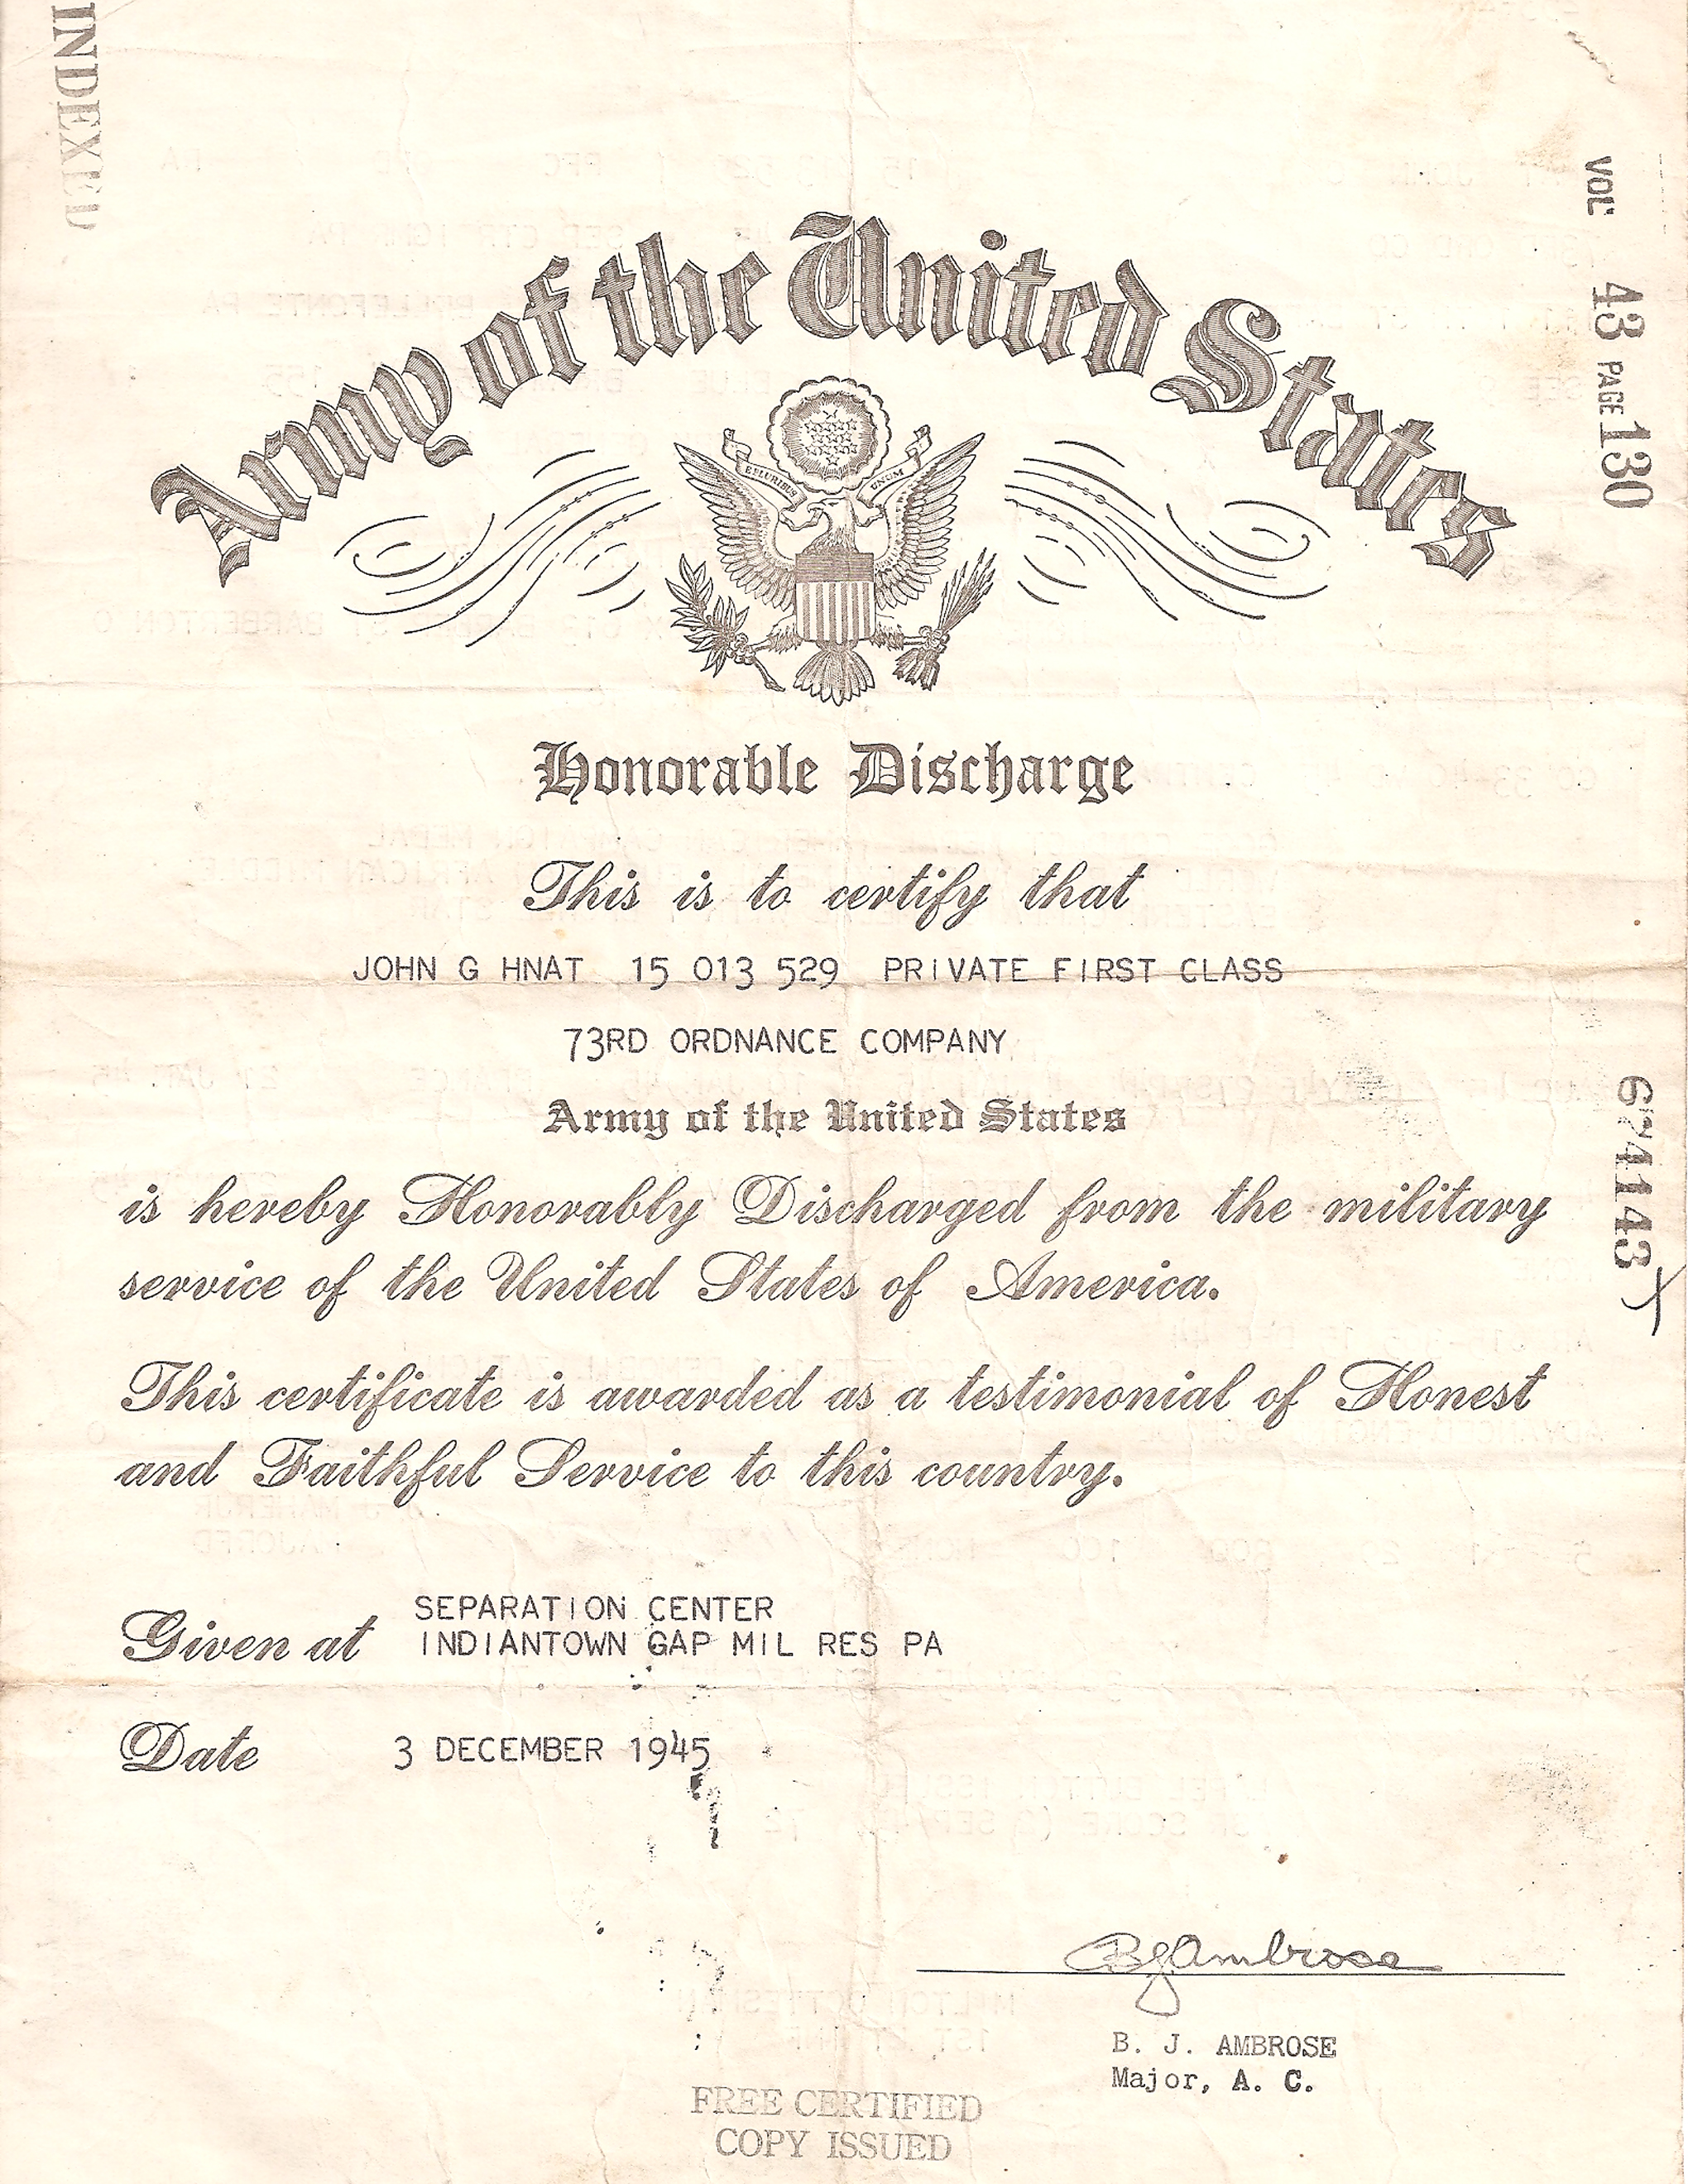 INDEXED
VOL 43 PAGE 130
Army of the United States
E PLURIBUS UNUM
Honorable Discharge
This is to certify that
JOHN G HNAT 15 013 529 PRIVATE FIRST CLASS
73RD ORDNANCE COMPANY
Army of the United States
is hereby Honorably Discharged from the military
service of the United States of America.
674143
This certificate is awarded as a testimonial of Honest
and Faithful Service to this country.
SEPARATION CENTER
Given at INDIANTOWN GAP MIL RES PA
Date 3 DECEMBER 1945
BJAmbrose
B. J. AMBROSE
Major, A. C.
FREE CERTIFIED
COPY ISSUED